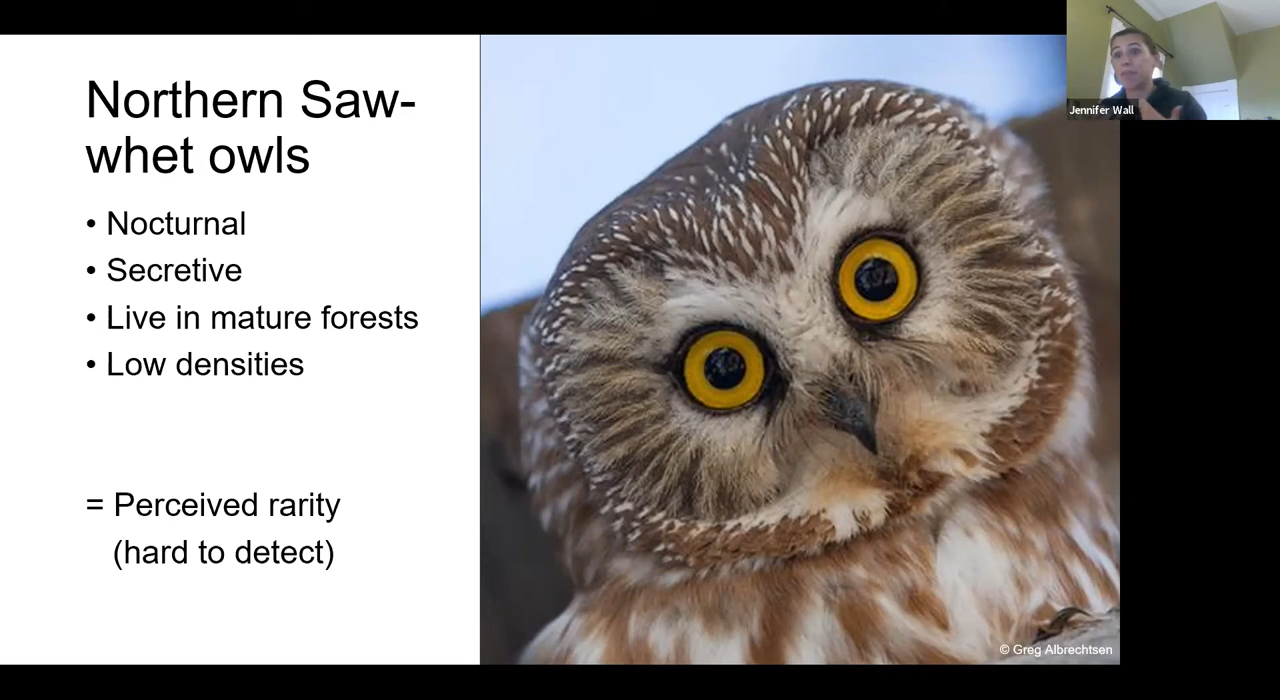 Northern Saw-
whet owls
• Nocturnal
• Secretive
• Live in mature forests
• Low densities
= Perceived rarity
(hard to detect)
© Greg Albrechtsen
Jennifer Wall